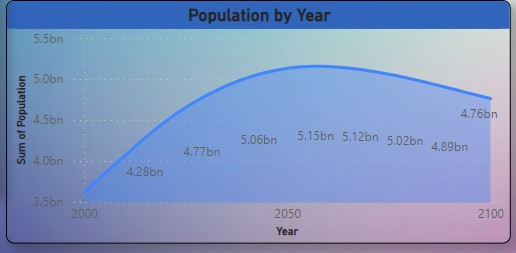 Population by Year
5.5bn
5.0bn
4.5bn
4.0bn
3.5bn
Sum of Population
4.28bn
4.77bn
5.06bn
5.15bn
5.12bn
5.02bn
4.89bn
4.76bn
2000
2050
2100
Year